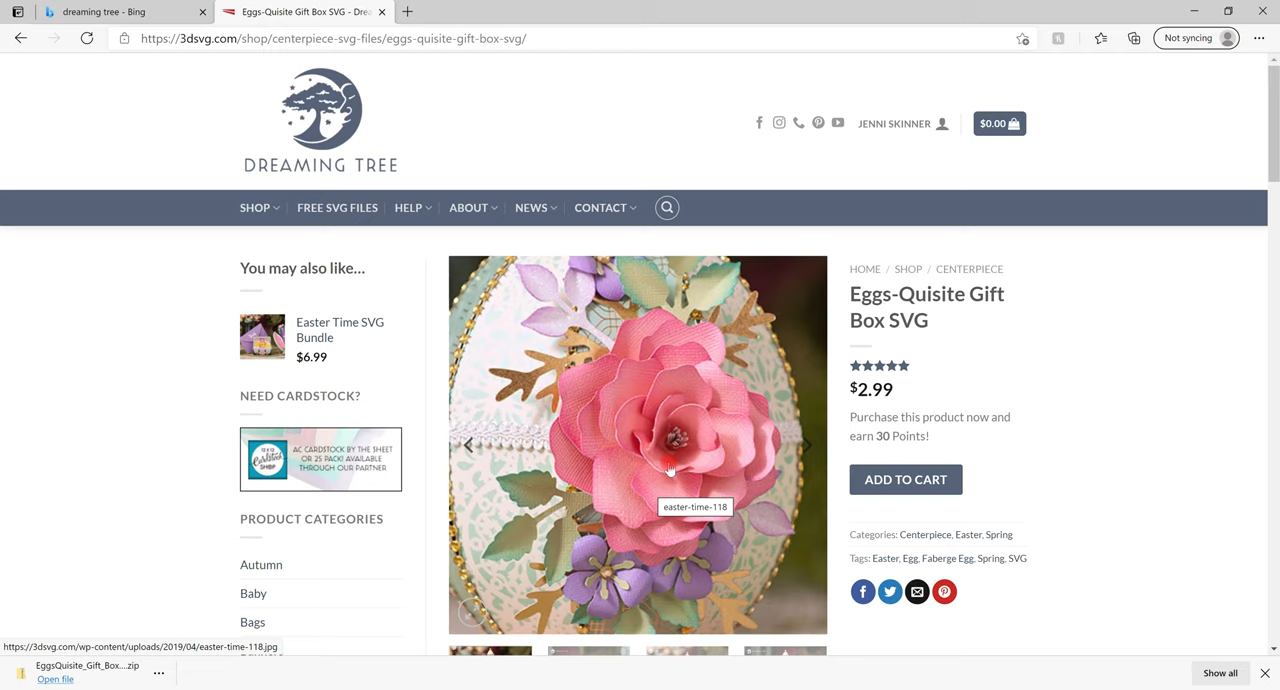 dreaming tree - Bing
Eggs-Quisite Gift Box SVG - Drea
https://3dsvg.com/shop/centerpiece-svg-files/eggs-quisite-gift-box-svg/
Not syncing
DREAMING TREE
JENNI SKINNER
$0.00
SHOP
FREE SVG FILES
HELP
ABOUT
NEWS
CONTACT
You may also like...
Easter Time SVG
Bundle
$6.99
NEED CARDSTOCK?
12 x 12
Cardstock
SHOP
AC CARDSTOCK BY THE SHEET
OR 25 PACK! AVAILABLE
THROUGH OUR PARTNER
PRODUCT CATEGORIES
Autumn
Baby
Bags
easter-time-118
HOME / SHOP / CENTERPIECE
Eggs-Quisite Gift
Box SVG
$2.99
Purchase this product now and
earn 30 Points!
ADD TO CART
Categories: Centerpiece, Easter, Spring
Tags: Easter, Egg, Faberge Egg, Spring, SVG
https://3dsvg.com/wp-content/uploads/2019/04/easter-time-118.jpg
EggsQuisite_Gift_Box....zip
Open file
Show all